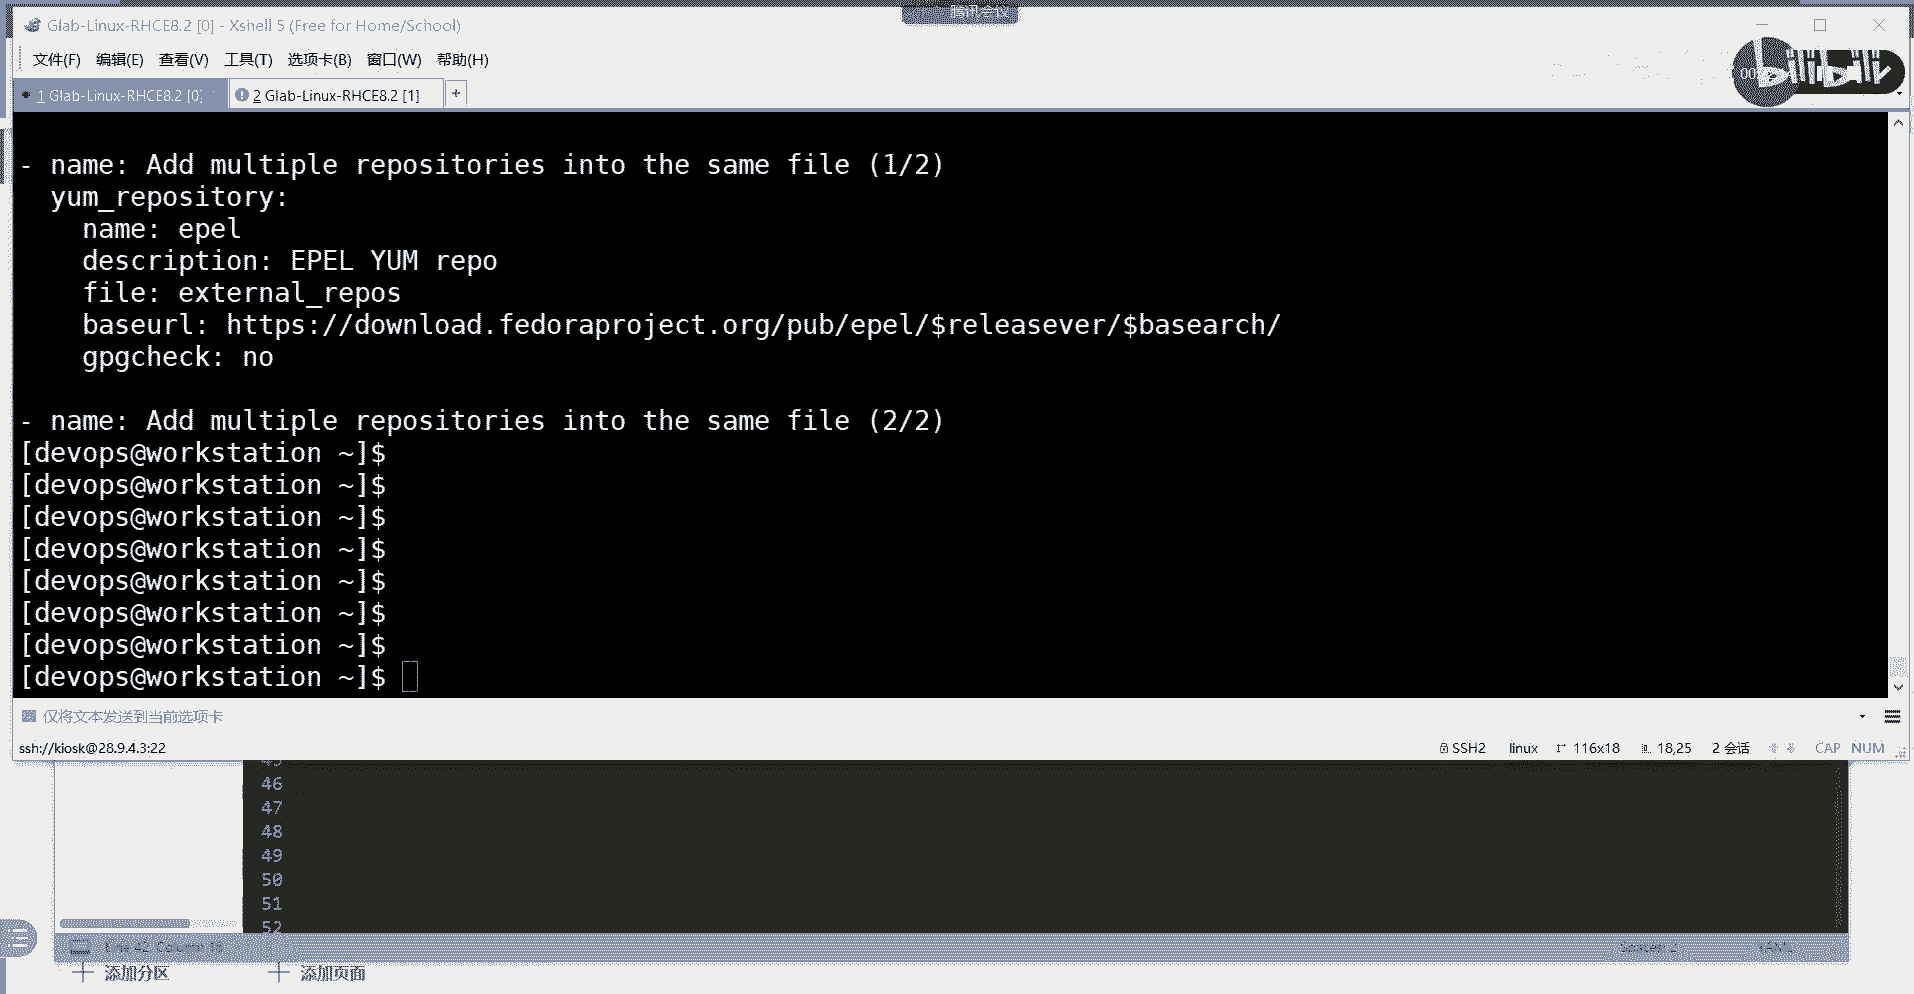 腾讯会议
Glab-Linux-RHCE8.2 [0] - Xshell 5 (Free for Home/School)
文件(F) 编辑(E) 查看(V) 工具(T) 选项卡(B) 窗口(W) 帮助(H)
bilibili
1 Glab-Linux-RHCE8.2 [0] 2 Glab-Linux-RHCE8.2 [1] +
- name: Add multiple repositories into the same file (1/2)
yum_repository:
name: epel
description: EPEL YUM repo
file: external_repos
baseurl: https://download.fedoraproject.org/pub/epel/$releasever/$basearch/
gpgcheck: no
- name: Add multiple repositories into the same file (2/2)
[devops@workstation ~]$
[devops@workstation ~]$
[devops@workstation ~]$
[devops@workstation ~]$
[devops@workstation ~]$
[devops@workstation ~]$
[devops@workstation ~]$
[devops@workstation ~]$
仅将文本发送到当前选项卡
ssh://kiosk@28.9.4.3:22 SSH2 linux 116x18 18,25 2 会话 CAP NUM
45
46
47
48
49
50
51
52
添加分区 添加页面